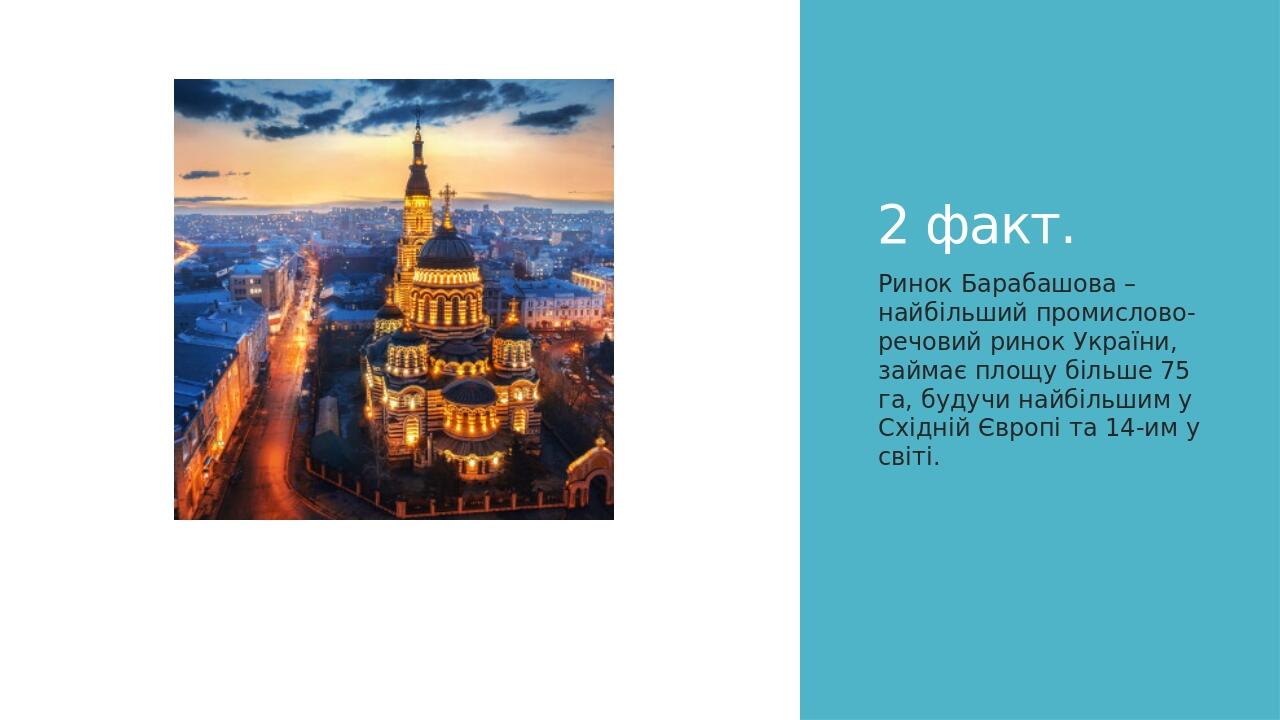 2 факт.
Ринок Барабашова –
найбільший промислово-
речовий ринок України,
займає площу більше 75
га, будучи найбільшим у
Східній Європі та 14-им у
світі.